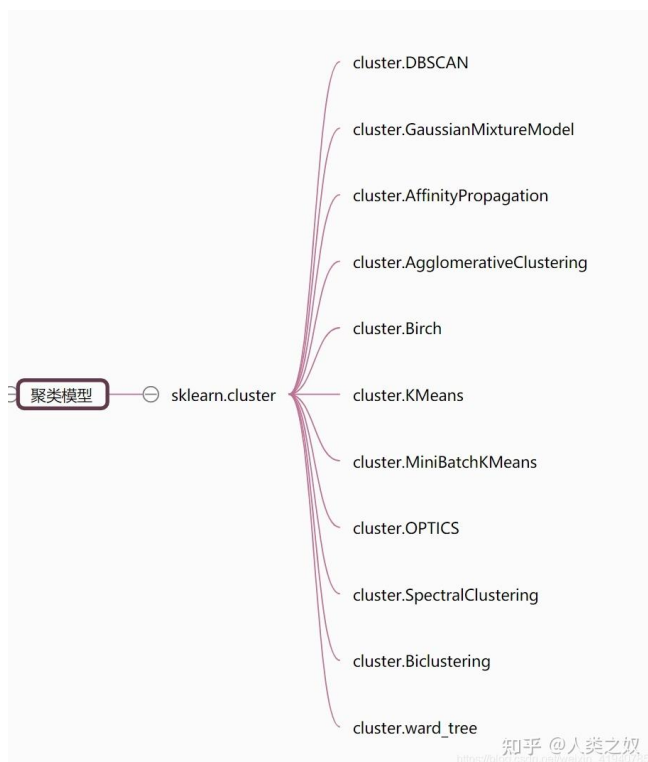 cluster.DBSCAN
cluster.GaussianMixtureModel
cluster.AffinityPropagation
cluster.AgglomerativeClustering
cluster.Birch
聚类模型
sklearn.cluster
cluster.KMeans
cluster.MiniBatchKMeans
cluster.OPTICS
cluster.SpectralClustering
cluster.Biclustering
cluster.ward_tree
知乎 @人类之奴